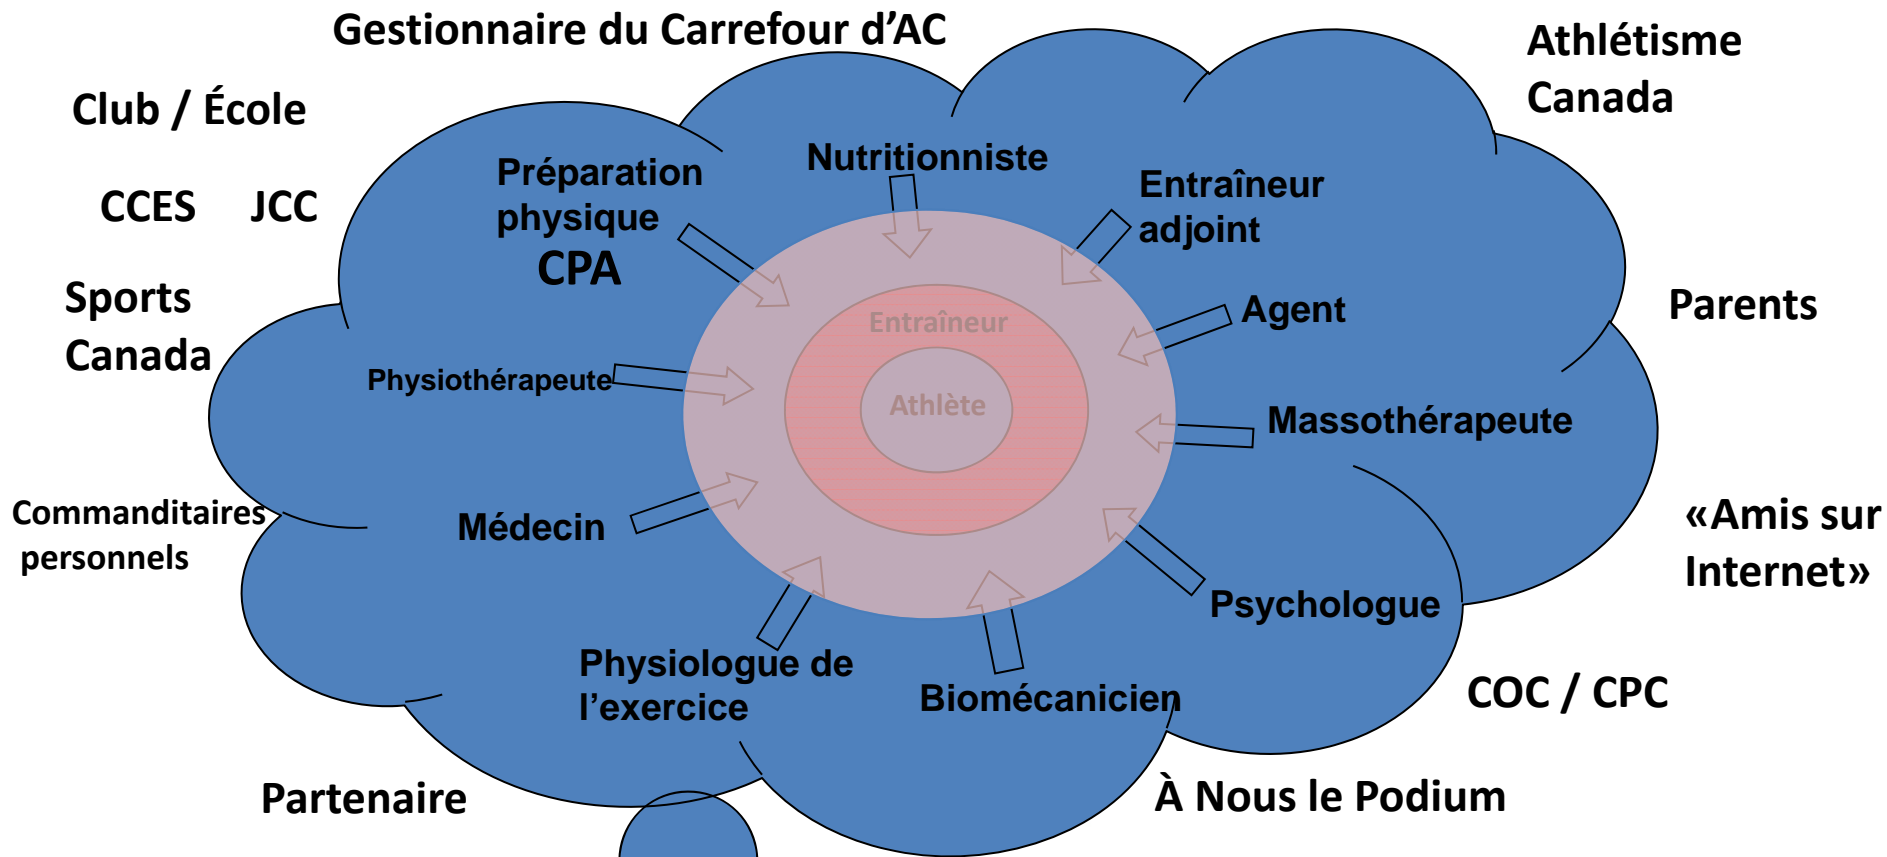 Gestionnaire du Carrefour d’AC
Athlétisme
Canada
Club / École
CCES JCC
Sports
Canada
Commanditaires
personnels
Partenaire
Parents
«Amis sur
Internet»
COC / CPC
À Nous le Podium
Préparation
physique
CPA
Nutritionniste
Entraîneur
adjoint
Agent
Massothérapeute
Psychologue
Biomécanicien
Physiologue de
l’exercice
Médecin
Physiothérapeute
Entraîneur
Athlète